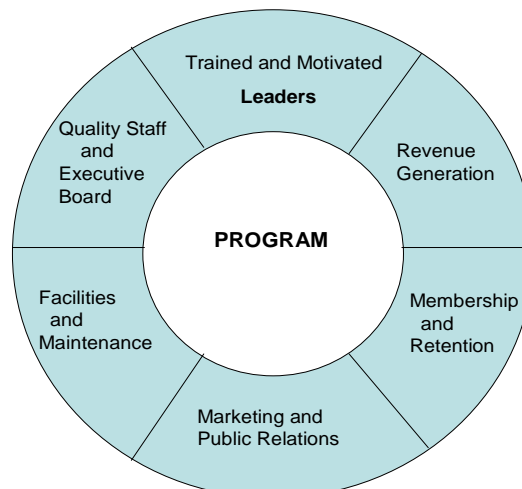 Trained and Motivated
Leaders
Quality Staff
and
Executive
Board
Revenue
Generation
PROGRAM
Facilities
and
Maintenance
Membership
and
Retention
Marketing and
Public Relations